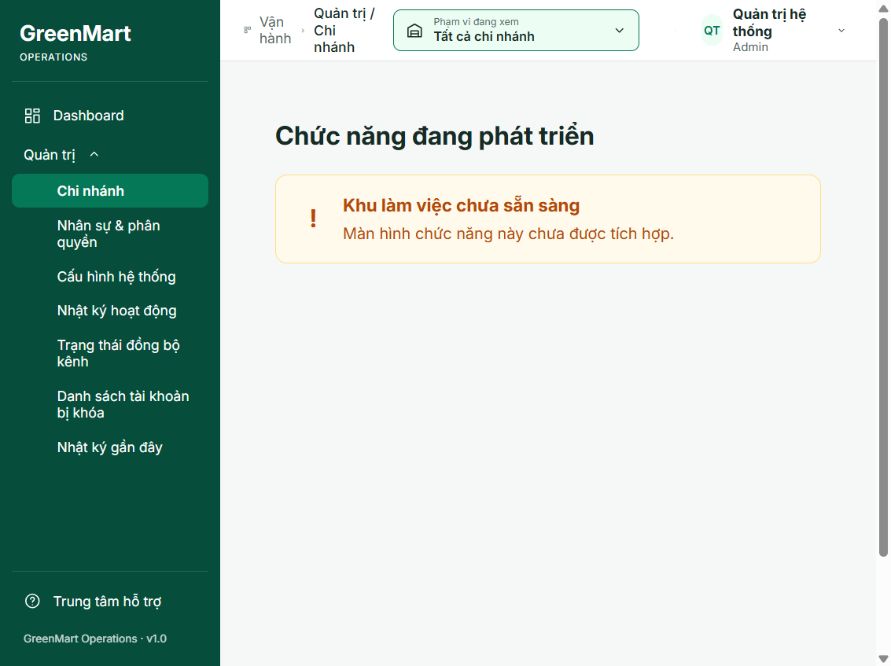 GreenMart
OPERATIONS
Dashboard
Quản trị
Chi nhánh
Nhân sự & phân
quyền
Cấu hình hệ thống
Nhật ký hoạt động
Trạng thái đồng bộ
kênh
Danh sách tài khoản
bị khóa
Nhật ký gần đây
Trung tâm hỗ trợ
GreenMart Operations · v1.0
Vận
hành
Quản trị /
Chi
nhánh
Phạm vi đang xem
Tất cả chi nhánh
QT
Quản trị hệ
thống
Admin
Chức năng đang phát triển
!
Khu làm việc chưa sẵn sàng
Màn hình chức năng này chưa được tích hợp.